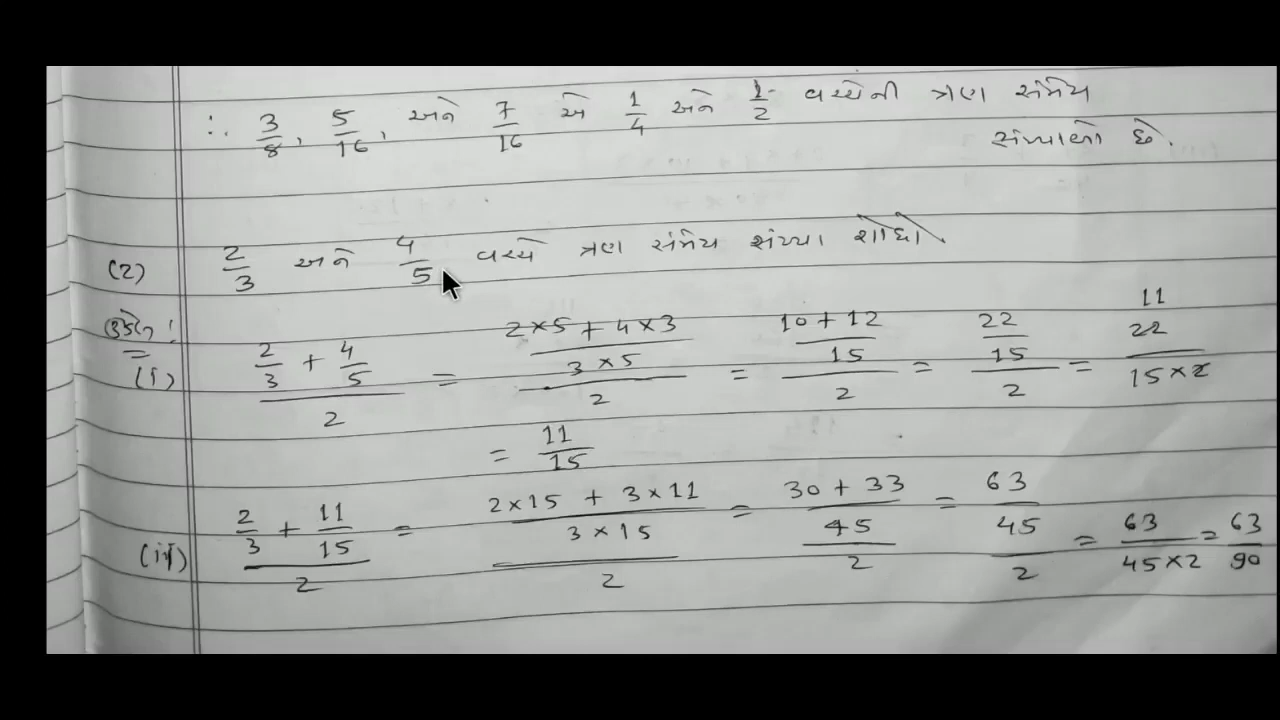 ∴ 3/8, 5/16, અને 7/16 એ 1/4 અને 1/2 વચ્ચેની ત્રણ સંમેય
સંખ્યાઓ છે.
(2) 2/3 અને 4/5 વચ્ચે ત્રણ સંમેય સંખ્યા શોધો.
ઉકેલ:
(i) (2/3 + 4/5)/2 = ((2×5 + 4×3)/(3×5))/2 = ((10+12)/15)/2 = (22/15)/2 = 11 22/(15×2)
= 11/15
(ii) (2/3 + 11/15)/2 = ((2×15 + 3×11)/(3×15))/2 = ((30+33)/45)/2 = (63/45)/2 = 63/(45×2) = 63/90